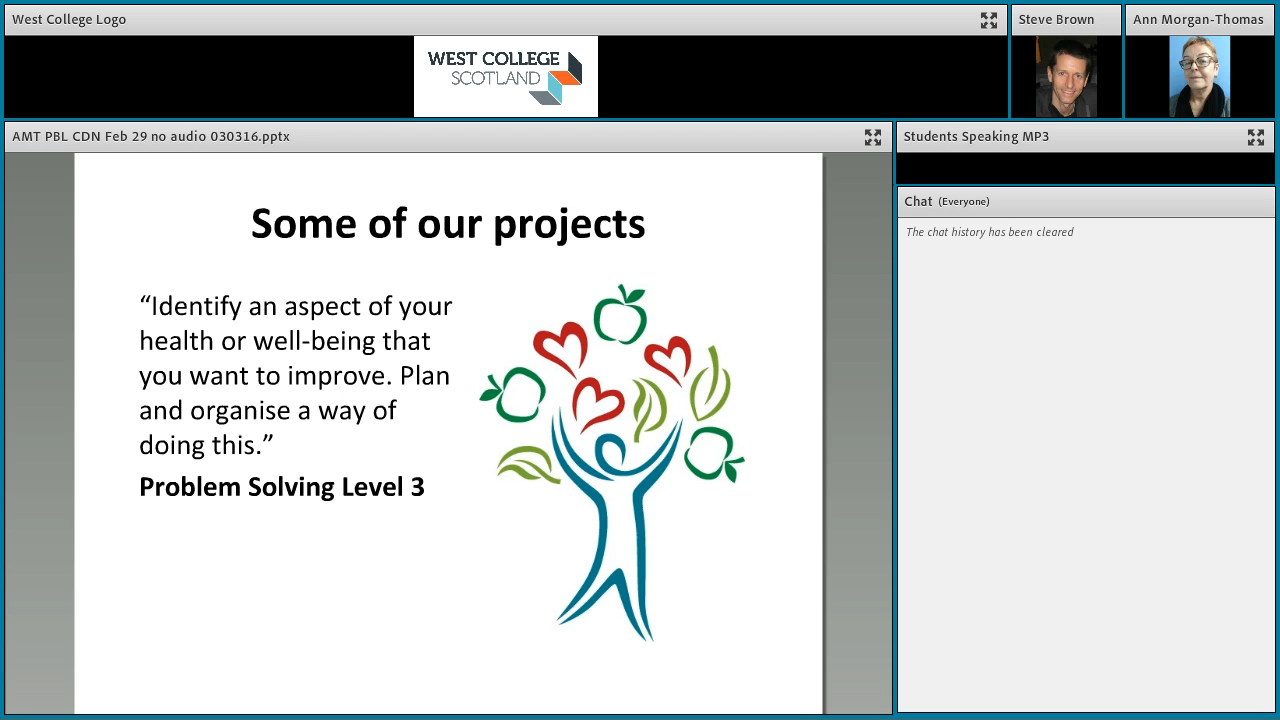 West College Logo
Steve Brown
Ann Morgan-Thomas
WEST COLLEGE
SCOTLAND
AMT PBL CDN Feb 29 no audio 030316.pptx
Students Speaking MP3
Chat (Everyone)
The chat history has been cleared
Some of our projects
“Identify an aspect of your
health or well-being that
you want to improve. Plan
and organise a way of
doing this.”
Problem Solving Level 3